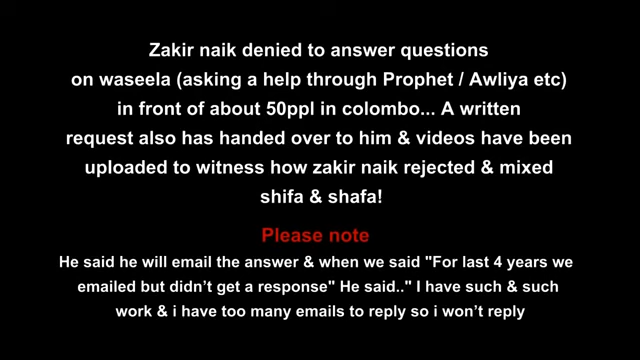 Zakir naik denied to answer questions
on waseela (asking a help through Prophet / Awliya etc)
in front of about 50ppl in colombo... A written
request also has handed over to him & videos have been
uploaded to witness how zakir naik rejected & mixed
shifa & shafa!
Please note
He said he will email the answer & when we said "For last 4 years we
emailed but didn't get a response" He said.." I have such & such
work & i have too many emails to reply so i won't reply